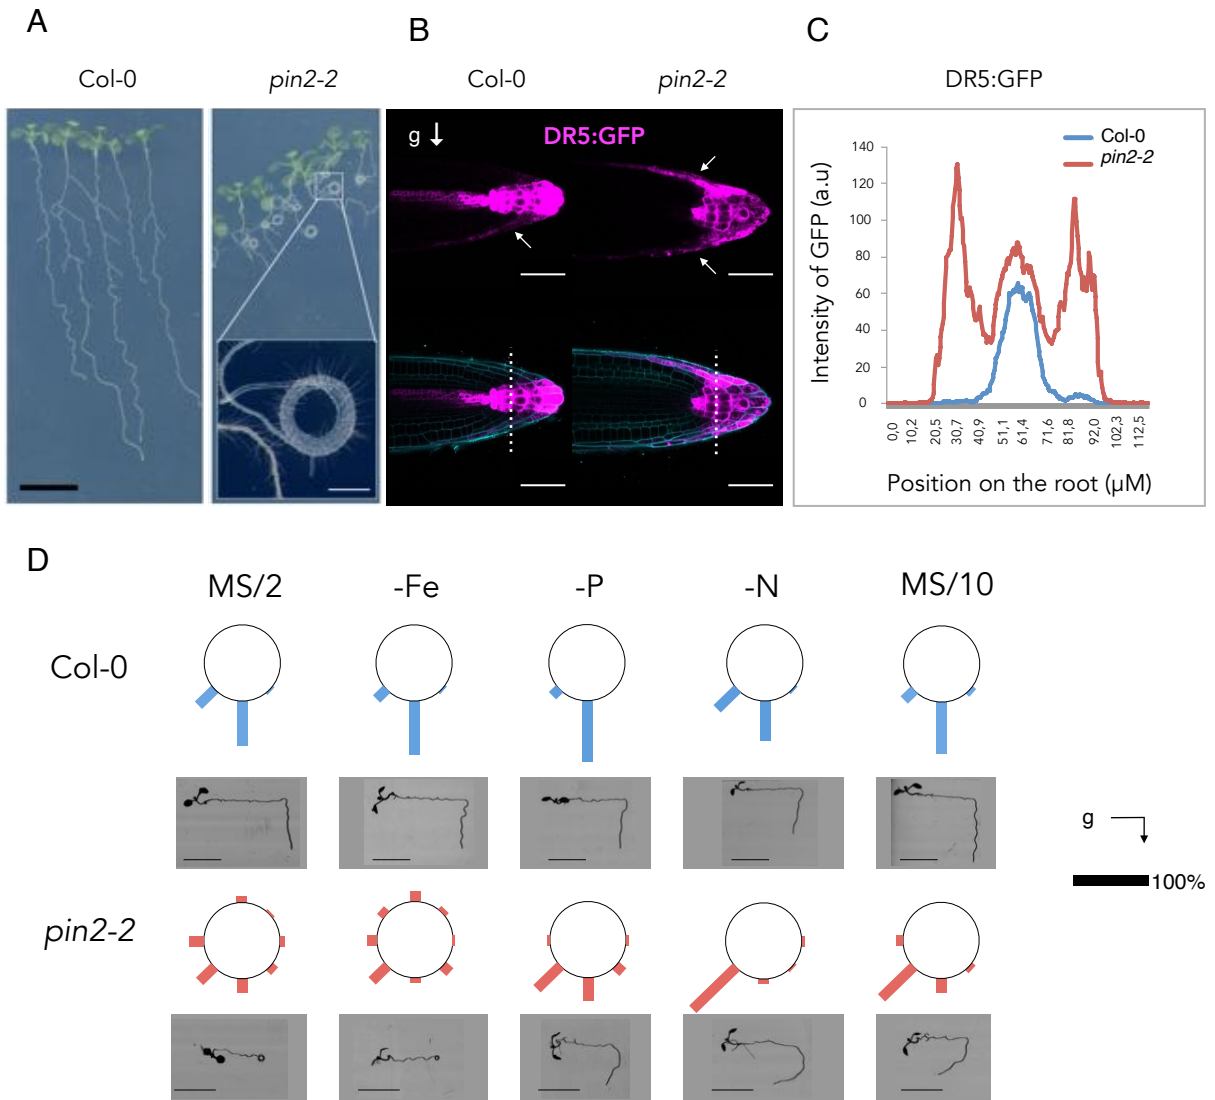 A
B
C
Col-0
pin2-2
Col-0
pin2-2
DR5:GFP
g
DR5:GFP
Col-0
pin2-2
Intensity of GFP (a.u)
140
120
100
80
60
40
20
0
0,0
10,2
20,5
30,7
40,9
51,1
61,4
71,6
81,8
92,0
102,3
112,5
Position on the root (µM)
D
MS/2
-Fe
-P
-N
MS/10
Col-0
g
100%
pin2-2